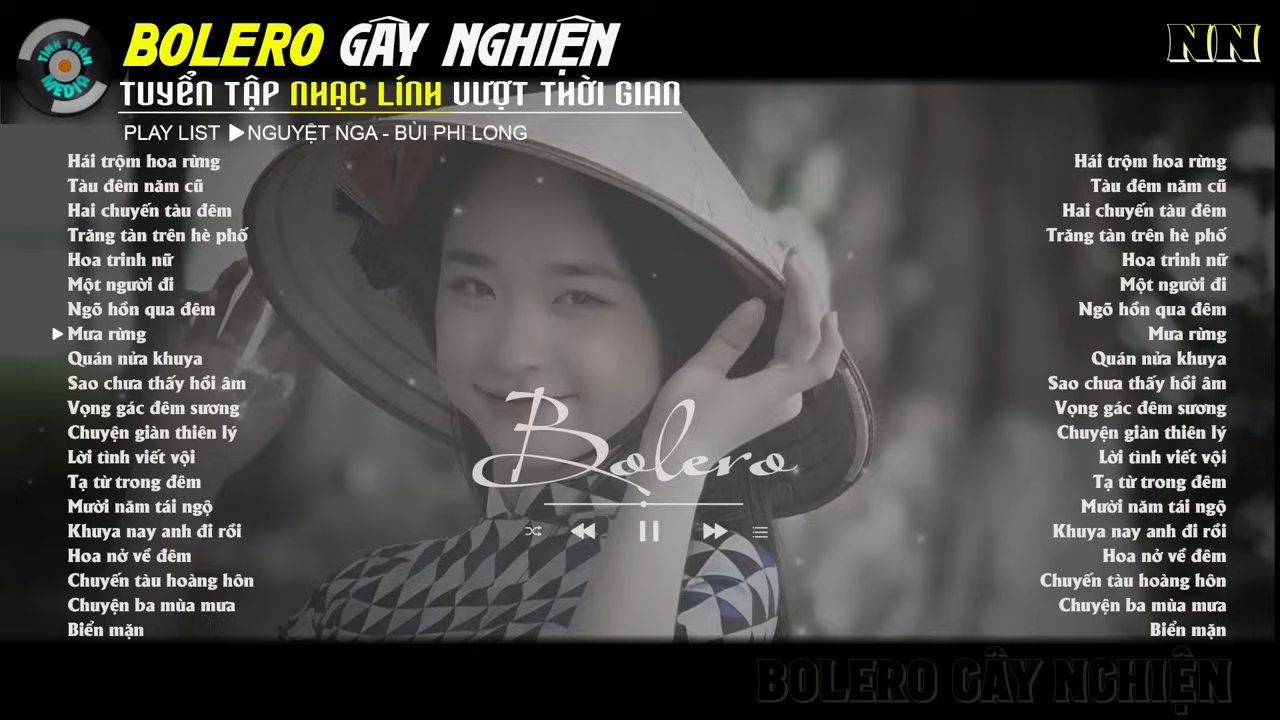 TÌNH TRẦN
MEDIA
BOLERO GÂY NGHIỆN
NN
TUYỂN TẬP NHẠC LÍNH VƯỢT THỜI GIAN
PLAY LIST NGUYỆT NGA - BÙI PHI LONG
Hái trộm hoa rừng
Tàu đêm năm cũ
Hai chuyến tàu đêm
Trăng tàn trên hè phố
Hoa trinh nữ
Một người đi
Ngõ hồn qua đêm
Mưa rừng
Quán nửa khuya
Sao chưa thấy hồi âm
Vọng gác đêm sương
Chuyện giàn thiên lý
Lời tình viết vội
Tạ từ trong đêm
Mười năm tái ngộ
Khuya nay anh đi rồi
Hoa nở về đêm
Chuyến tàu hoàng hôn
Chuyện ba mùa mưa
Biển mặn
Bolero
Hái trộm hoa rừng
Tàu đêm năm cũ
Hai chuyến tàu đêm
Trăng tàn trên hè phố
Hoa trinh nữ
Một người đi
Ngõ hồn qua đêm
Mưa rừng
Quán nửa khuya
Sao chưa thấy hồi âm
Vọng gác đêm sương
Chuyện giàn thiên lý
Lời tình viết vội
Tạ từ trong đêm
Mười năm tái ngộ
Khuya nay anh đi rồi
Hoa nở về đêm
Chuyến tàu hoàng hôn
Chuyện ba mùa mưa
Biển mặn
BOLERO GÂY NGHIỆN